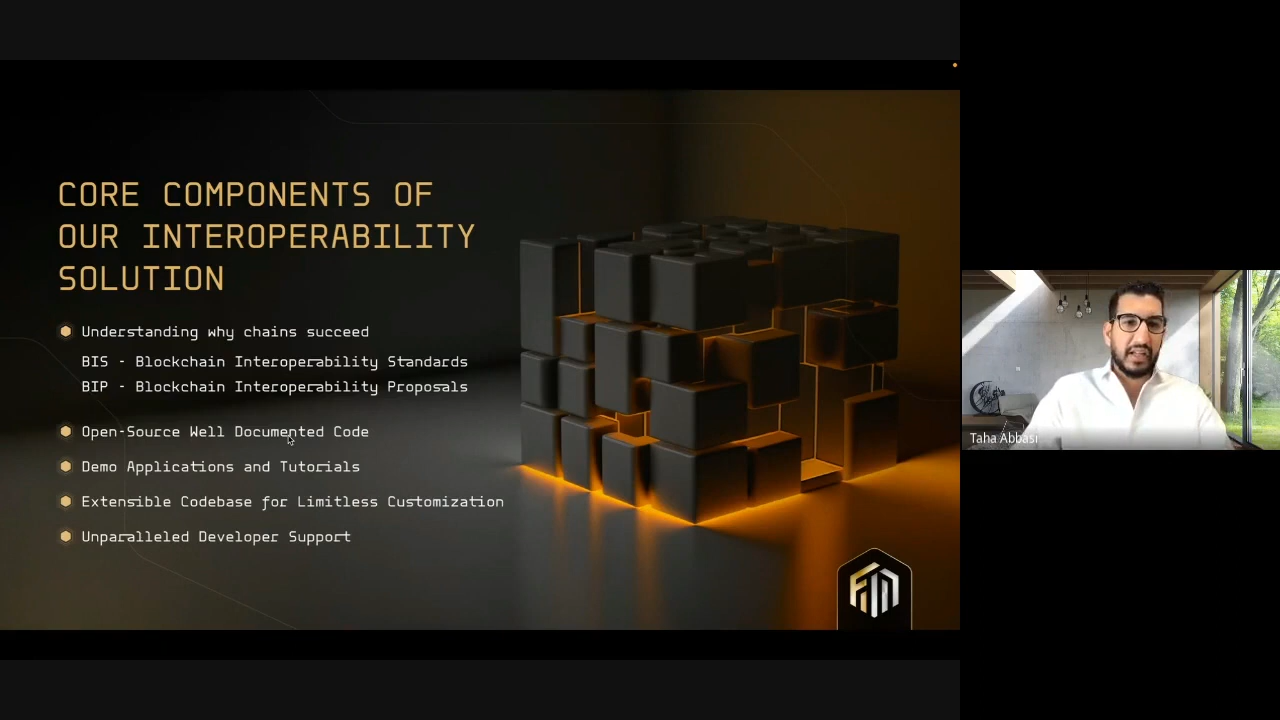 CORE COMPONENTS OF
OUR INTEROPERABILITY
SOLUTION
Understanding why chains succeed
BIS - Blockchain Interoperability Standards
BIP - Blockchain Interoperability Proposals
Open-Source Well Documented Code
Demo Applications and Tutorials
Extensible Codebase for Limitless Customization
Unparalleled Developer Support
Taha Abbasi